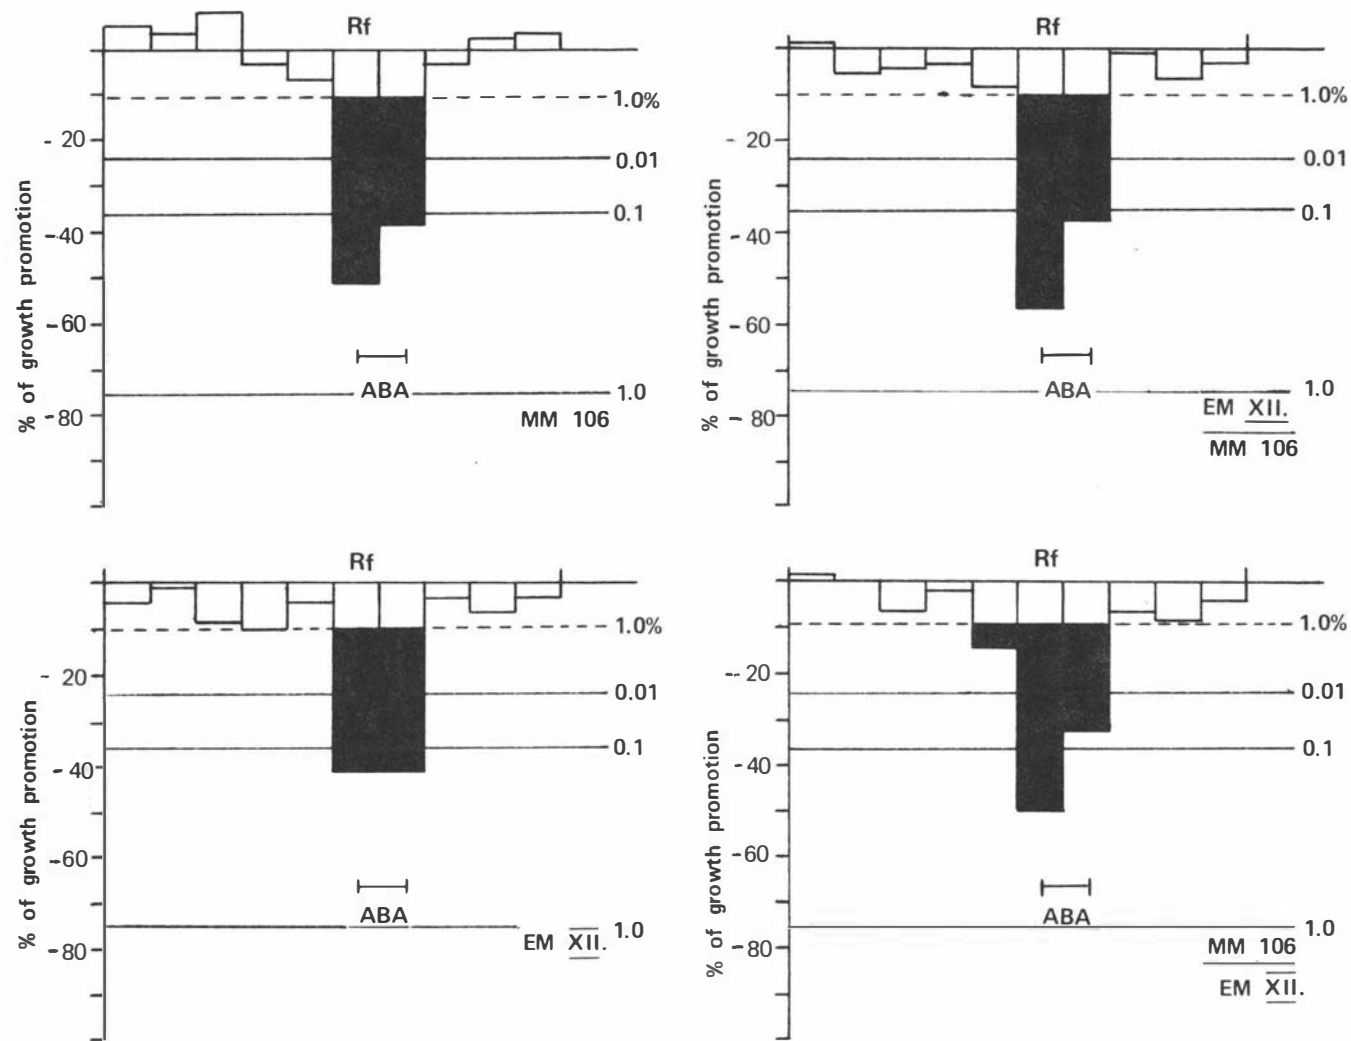 Rf
1.0%
- 20
0.01
0.1
-40
-60
ABA
1.0
-80
MM 106
% of growth promotion
Rf
1.0%
- 20
0.01
0.1
-40
-60
ABA
1.0
- 80
EM XII.
MM 106
% of growth promotion
Rf
1.0%
- 20
0.01
0.1
-40
-60
ABA
1.0
EM XII.
-80
% of growth promotion
Rf
1.0%
-- 20
0.01
0.1
-40
-60
ABA
1.0
-80
MM 106
EM XII.
% of growth promotion